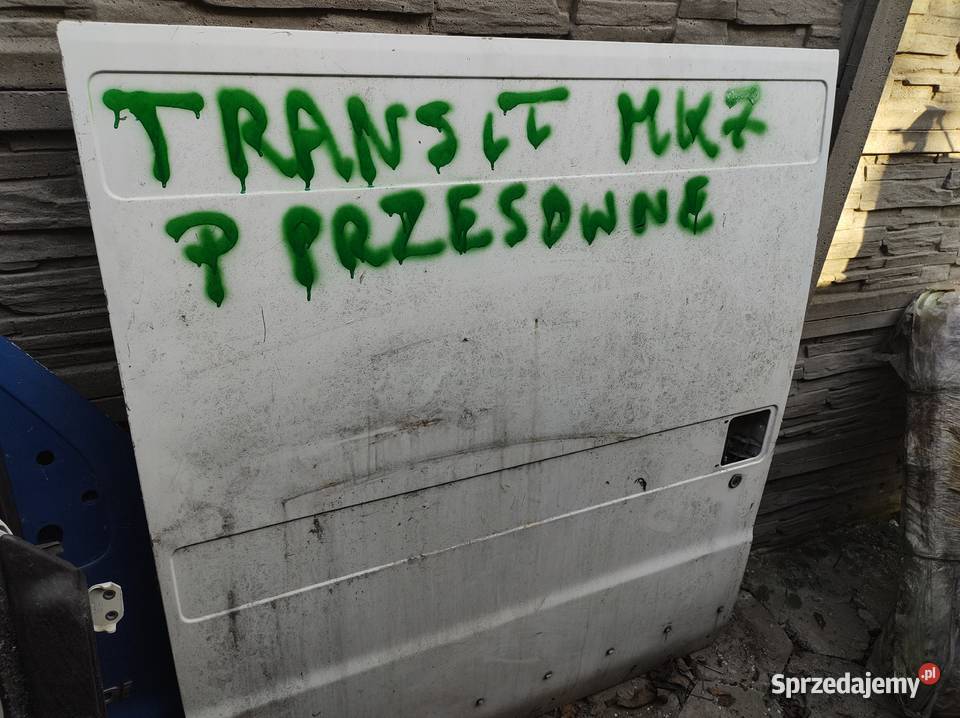 TRANSIT MK7
P PRZESOWNE
Sprzedajemy.pl